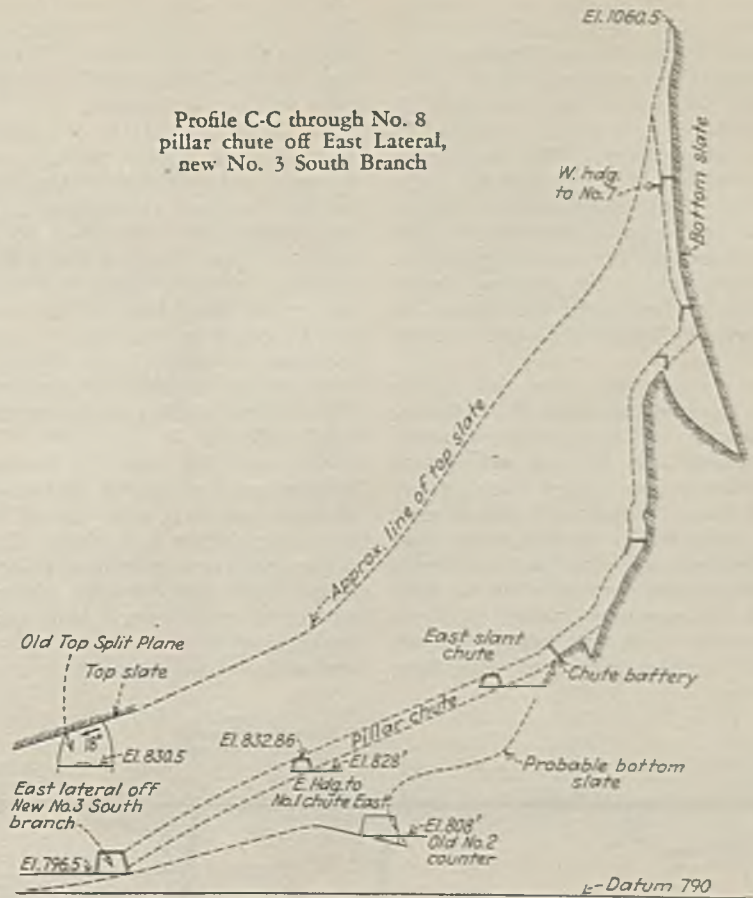 El. 1060.5
Profile C-C through No. 8
pillar chute off East Lateral,
new No. 3 South Branch
W. hdg.
to No. 7
Bottom slate
Approx. line of top slate
Old Top Split Plane
Top slate
18"
El. 830.5
East slant
chute
Chute battery
Pillar chute
El. 832.86
El. 828'
E. Hdg. to
No. 1 chute East
Probable bottom
slate
East lateral off
New No. 3 South
branch
El. 796.5
El. 808'
Old No. 2
counter
Datum 790